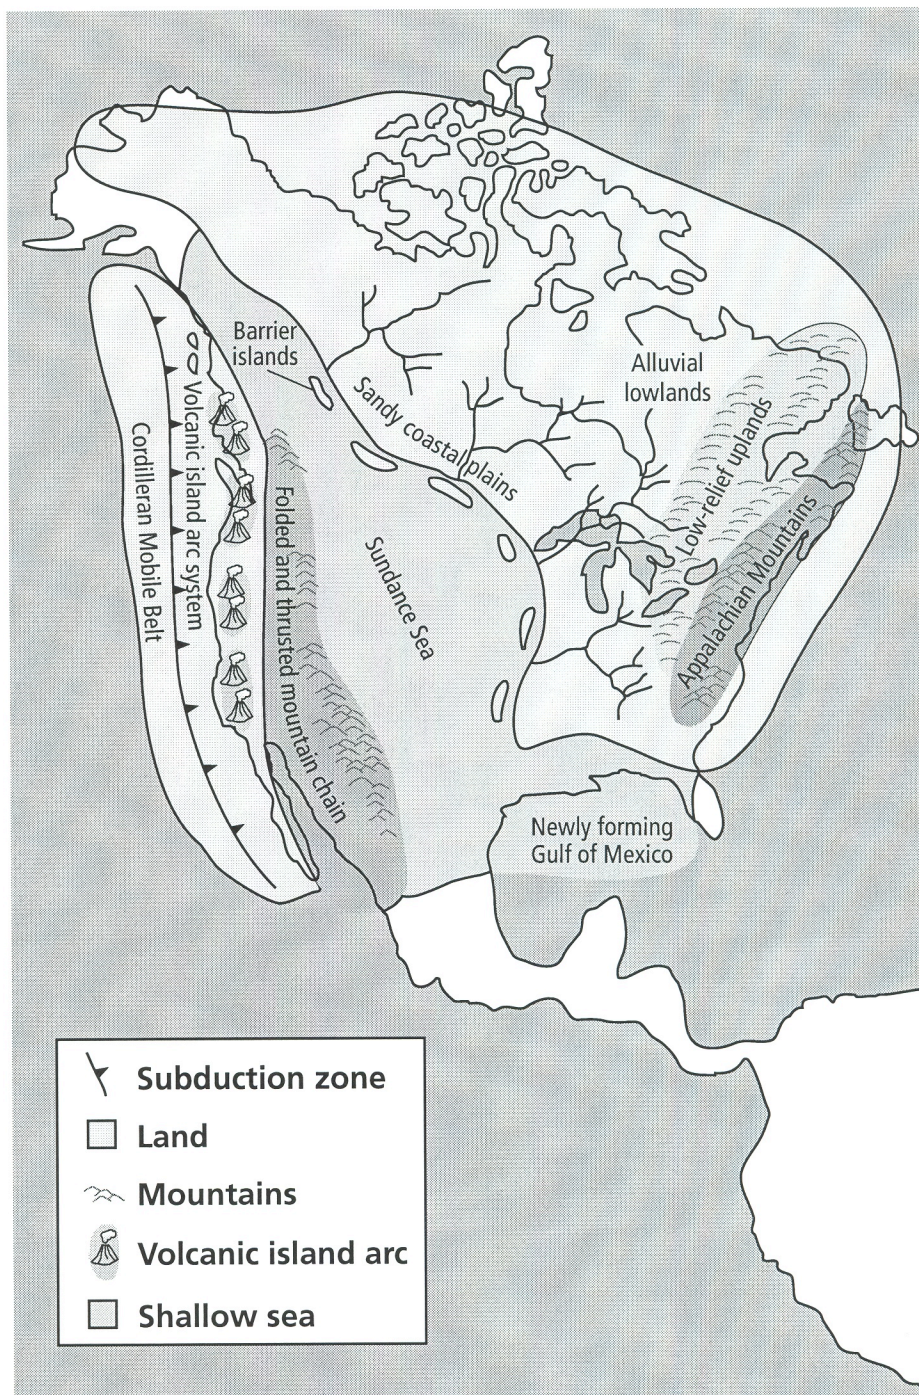 Barrier
islands
Alluvial
lowlands
Sandy coastal plains
Low-relief uplands
Volcanic island arc system
Cordilleran Mobile Belt
Folded and thrusted mountain chain
Sundance Sea
Appalachian Mountains
Newly forming
Gulf of Mexico
Subduction zone
Land
Mountains
Volcanic island arc
Shallow sea